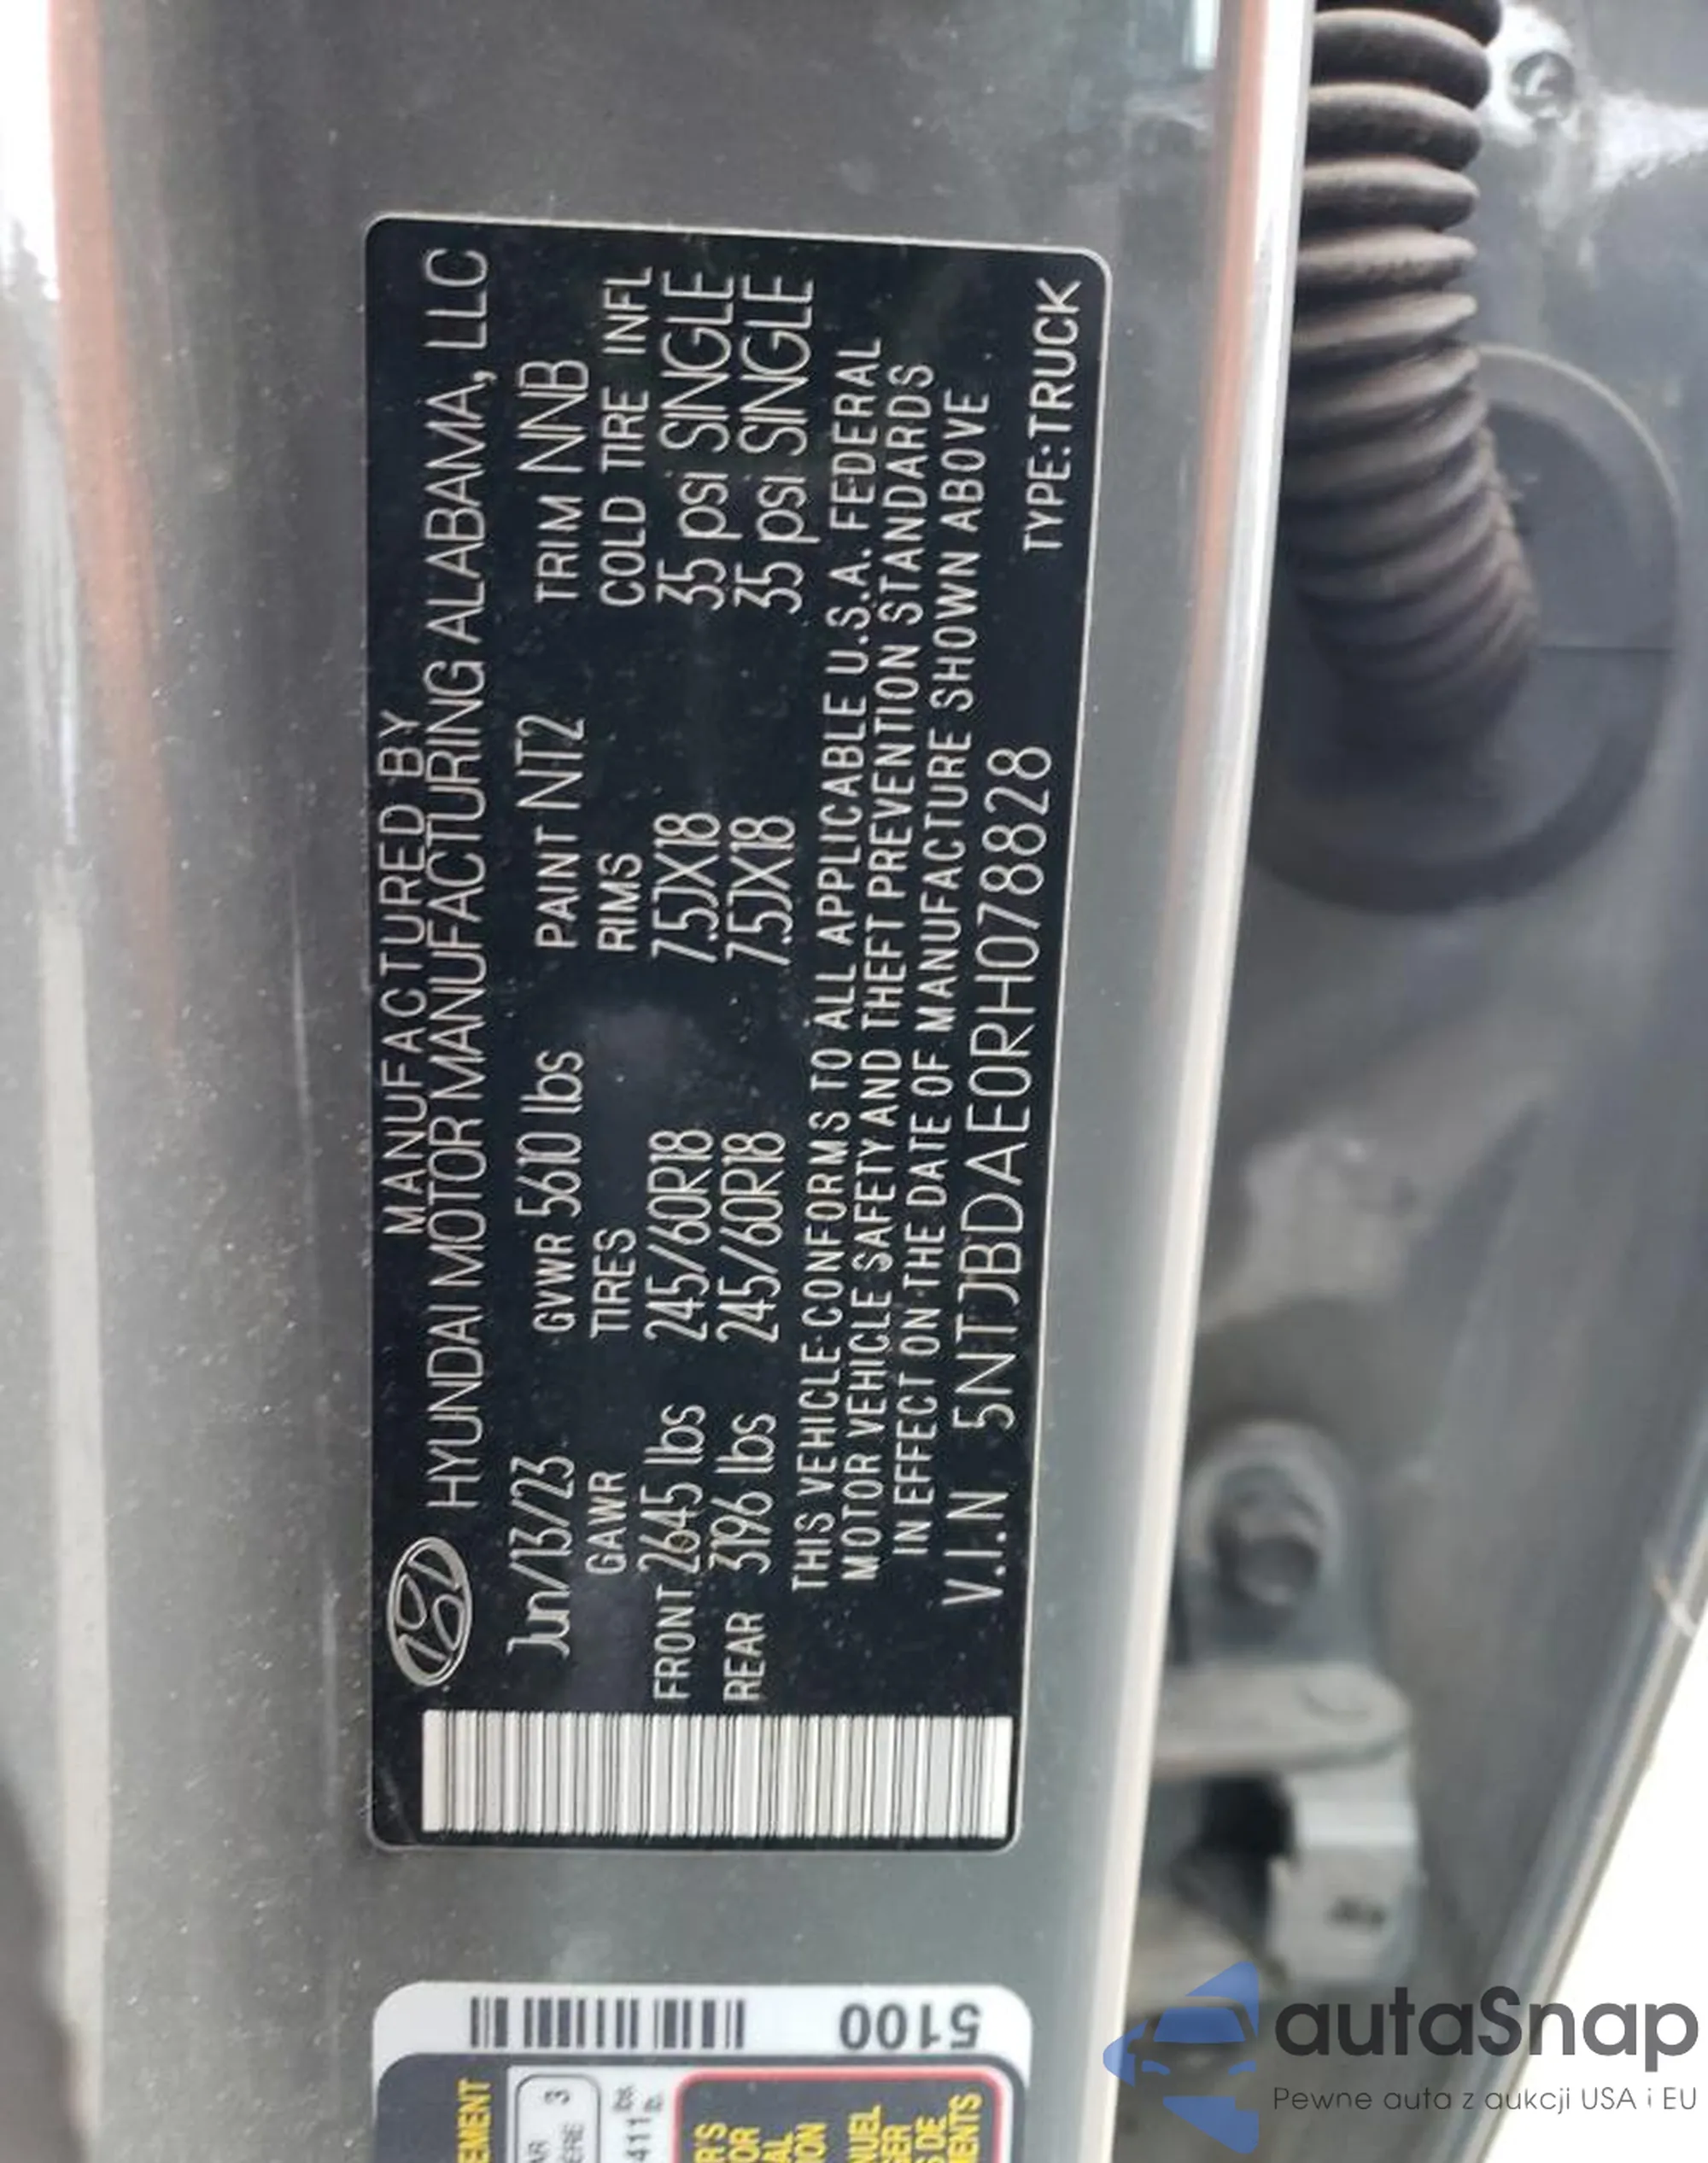 MANUFACTURED BY
HYUNDAI MOTOR MANUFACTURING ALABAMA, LLC
Jun/13/23 GVWR 5610 lbs PAINT NT2 TRIM NNB
GAWR TIRES RIMS COLD TIRE INFL
FRONT 2645 lbs 245/60R18 7.5JX18 35 psi SINGLE
REAR 3196 lbs 245/60R18 7.5JX18 35 psi SINGLE
THIS VEHICLE CONFORMS TO ALL APPLICABLE U.S.A. FEDERAL
MOTOR VEHICLE SAFETY AND THEFT PREVENTION STANDARDS
IN EFFECT ON THE DATE OF MANUFACTURE SHOWN ABOVE
V.I.N 5NTJBDAE0RH078828 TYPE:TRUCK
5100
3
411
autaSnap
Pewne auta z aukcji USA i EU